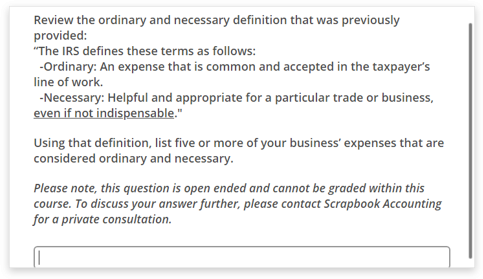 Review the ordinary and necessary definition that was previously
provided:
“The IRS defines these terms as follows:
-Ordinary: An expense that is common and accepted in the taxpayer’s
line of work.
-Necessary: Helpful and appropriate for a particular trade or business,
even if not indispensable."
Using that definition, list five or more of your business’ expenses that are
considered ordinary and necessary.
Please note, this question is open ended and cannot be graded within this
course. To discuss your answer further, please contact Scrapbook Accounting
for a private consultation.